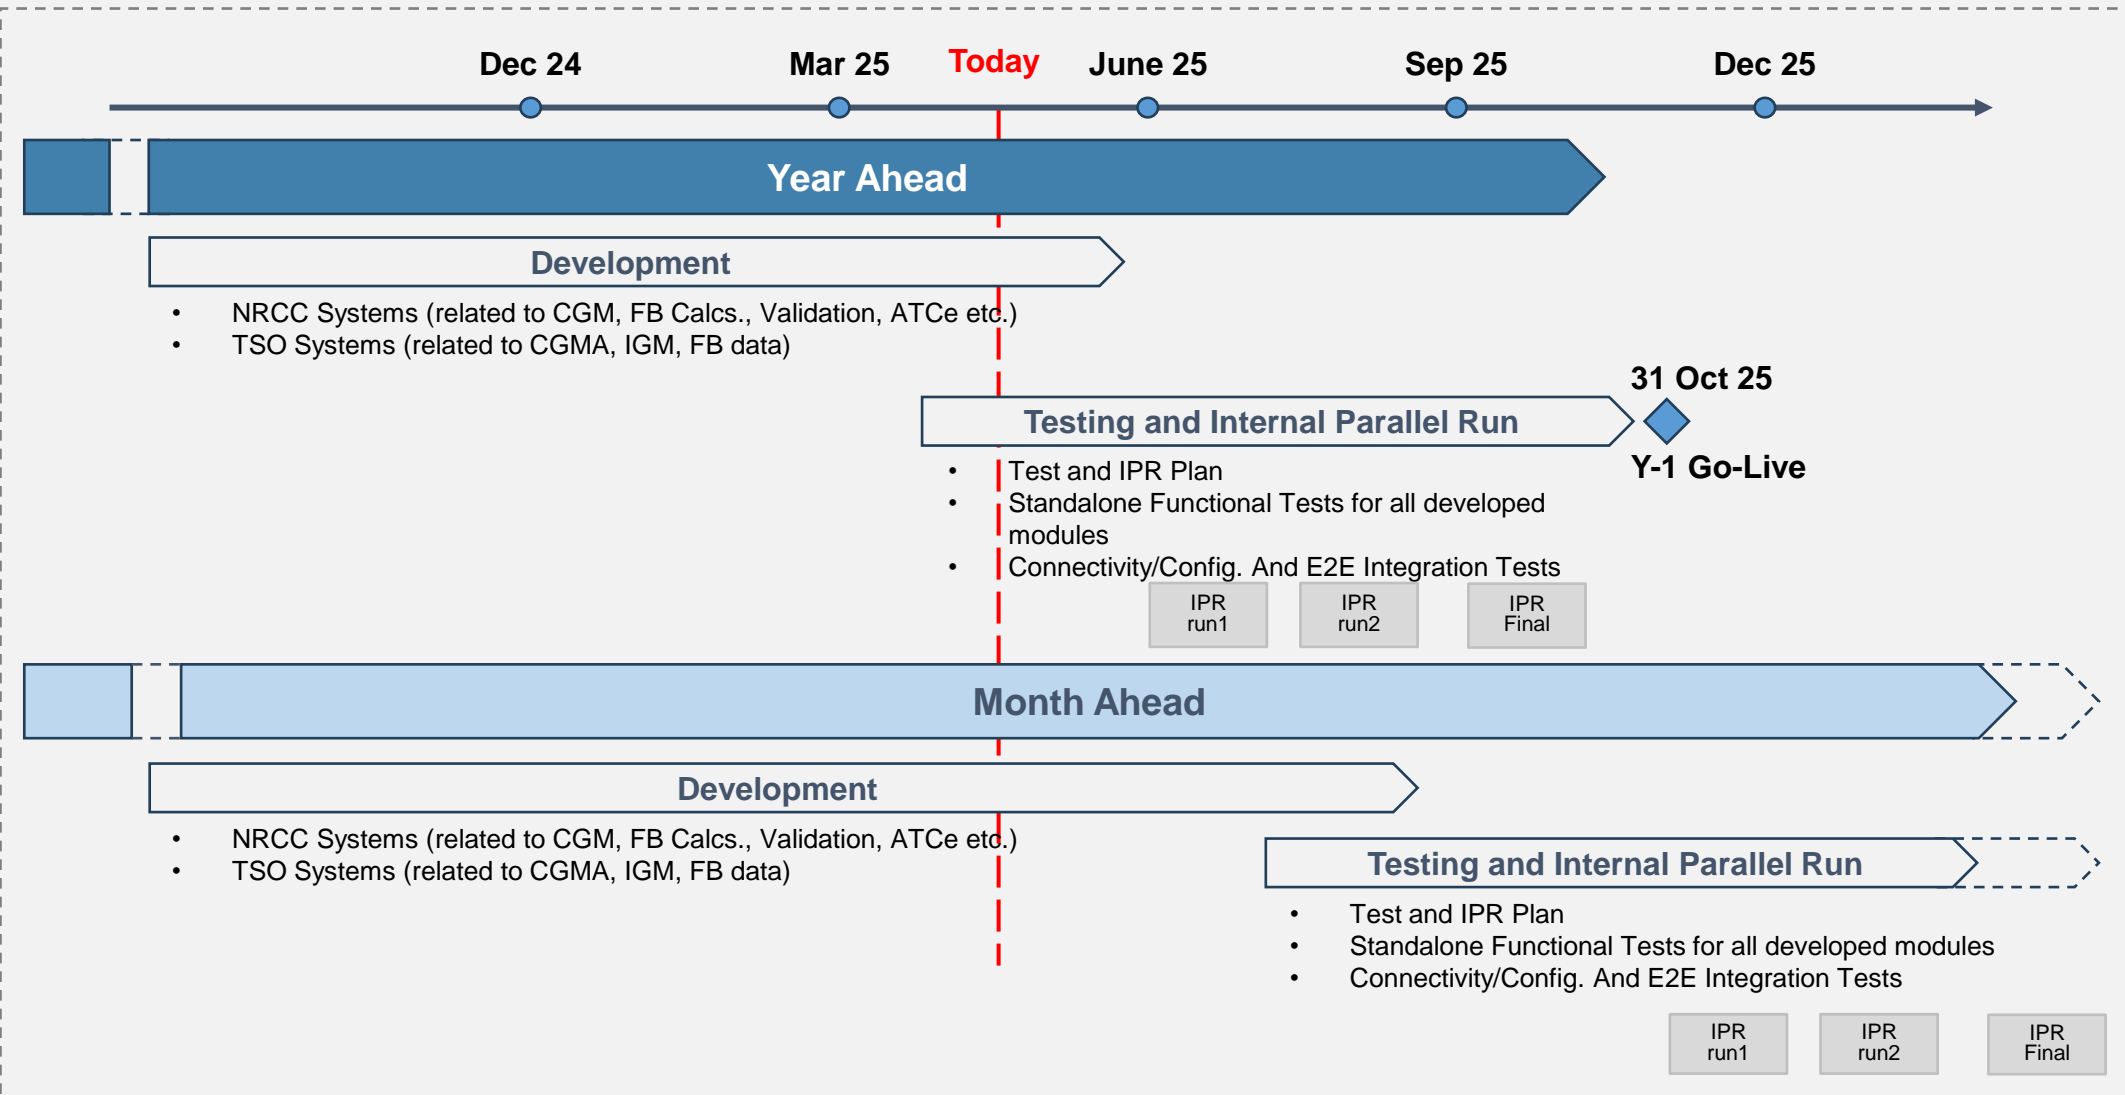 Dec 24
Mar 25
Today
June 25
Sep 25
Dec 25
Year Ahead
Development
• NRCC Systems (related to CGM, FB Calcs., Validation, ATCe etc.)
• TSO Systems (related to CGMA, IGM, FB data)
31 Oct 25
Testing and Internal Parallel Run
Y-1 Go-Live
• Test and IPR Plan
• Standalone Functional Tests for all developed
modules
• Connectivity/Config. And E2E Integration Tests
IPR
run1
IPR
run2
IPR
Final
Month Ahead
Development
• NRCC Systems (related to CGM, FB Calcs., Validation, ATCe etc.)
• TSO Systems (related to CGMA, IGM, FB data)
Testing and Internal Parallel Run
• Test and IPR Plan
• Standalone Functional Tests for all developed modules
• Connectivity/Config. And E2E Integration Tests
IPR
run1
IPR
run2
IPR
Final